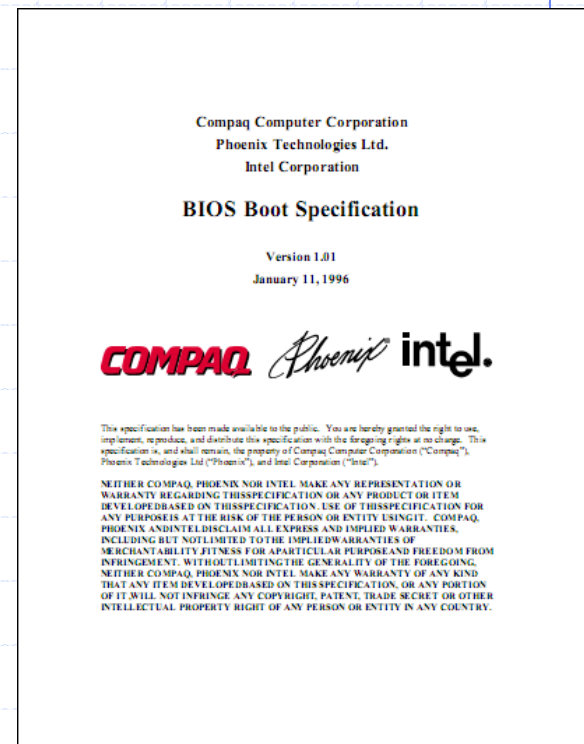 Compaq Computer Corporation
Phoenix Technologies Ltd.
Intel Corporation
BIOS Boot Specification
Version 1.01
January 11, 1996
COMPAQ Phoenix intel.
This specification has been made available to the public. You are hereby granted the right to use,
implement, reproduce, and distribute this specification with the foregoing rights at no charge. This
specification is, and shall remain, the property of Compaq Computer Corporation ("Compaq"),
Phoenix Technologies Ltd ("Phoenix"), and Intel Corporation ("Intel").
NEITHER COMPAQ, PHOENIX NOR INTEL MAKE ANY REPRESENTATION OR
WARRANTY REGARDING THISSPECIFICATION OR ANY PRODUCT OR ITEM
DEVELOPEDBASED ON THISSPECIFICATION. USE OF THISSPECIFICATION FOR
ANY PURPOSEIS AT THE RISK OF THE PERSON OR ENTITY USINGIT. COMPAQ,
PHOENIX ANDINTELDISCLAIM ALL EXPRESS AND IMPLIED WARRANTIES,
INCLUDING BUT NOTLIMITED TO THE IMPLIEDWARRANTIES OF
MERCHANTABILITY,FITNESS FOR APARTICULAR PURPOSEAND FREEDOM FROM
INFRINGEMENT. WITHOUTLIMITINGTHE GENERALITY OF THE FOREGOING,
NEITHER COMPAQ, PHOENIX NOR INTEL MAKE ANY WARRANTY OF ANY KIND
THAT ANY ITEM DEVELOPEDBASED ON THIS SPECIFICATION, OR ANY PORTION
OF IT,WILL NOT INFRINGE ANY COPYRIGHT, PATENT, TRADE SECRET OR OTHER
INTELLECTUAL PROPERTY RIGHT OF ANY PERSON OR ENTITY IN ANY COUNTRY.